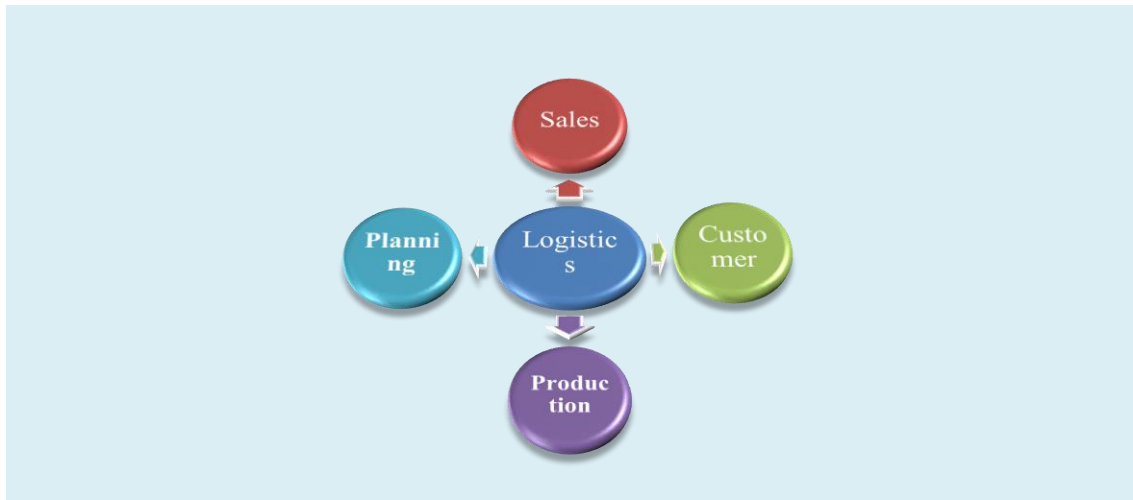 Sales
Planni
ng
Logistic
s
Custo
mer
Produc
tion